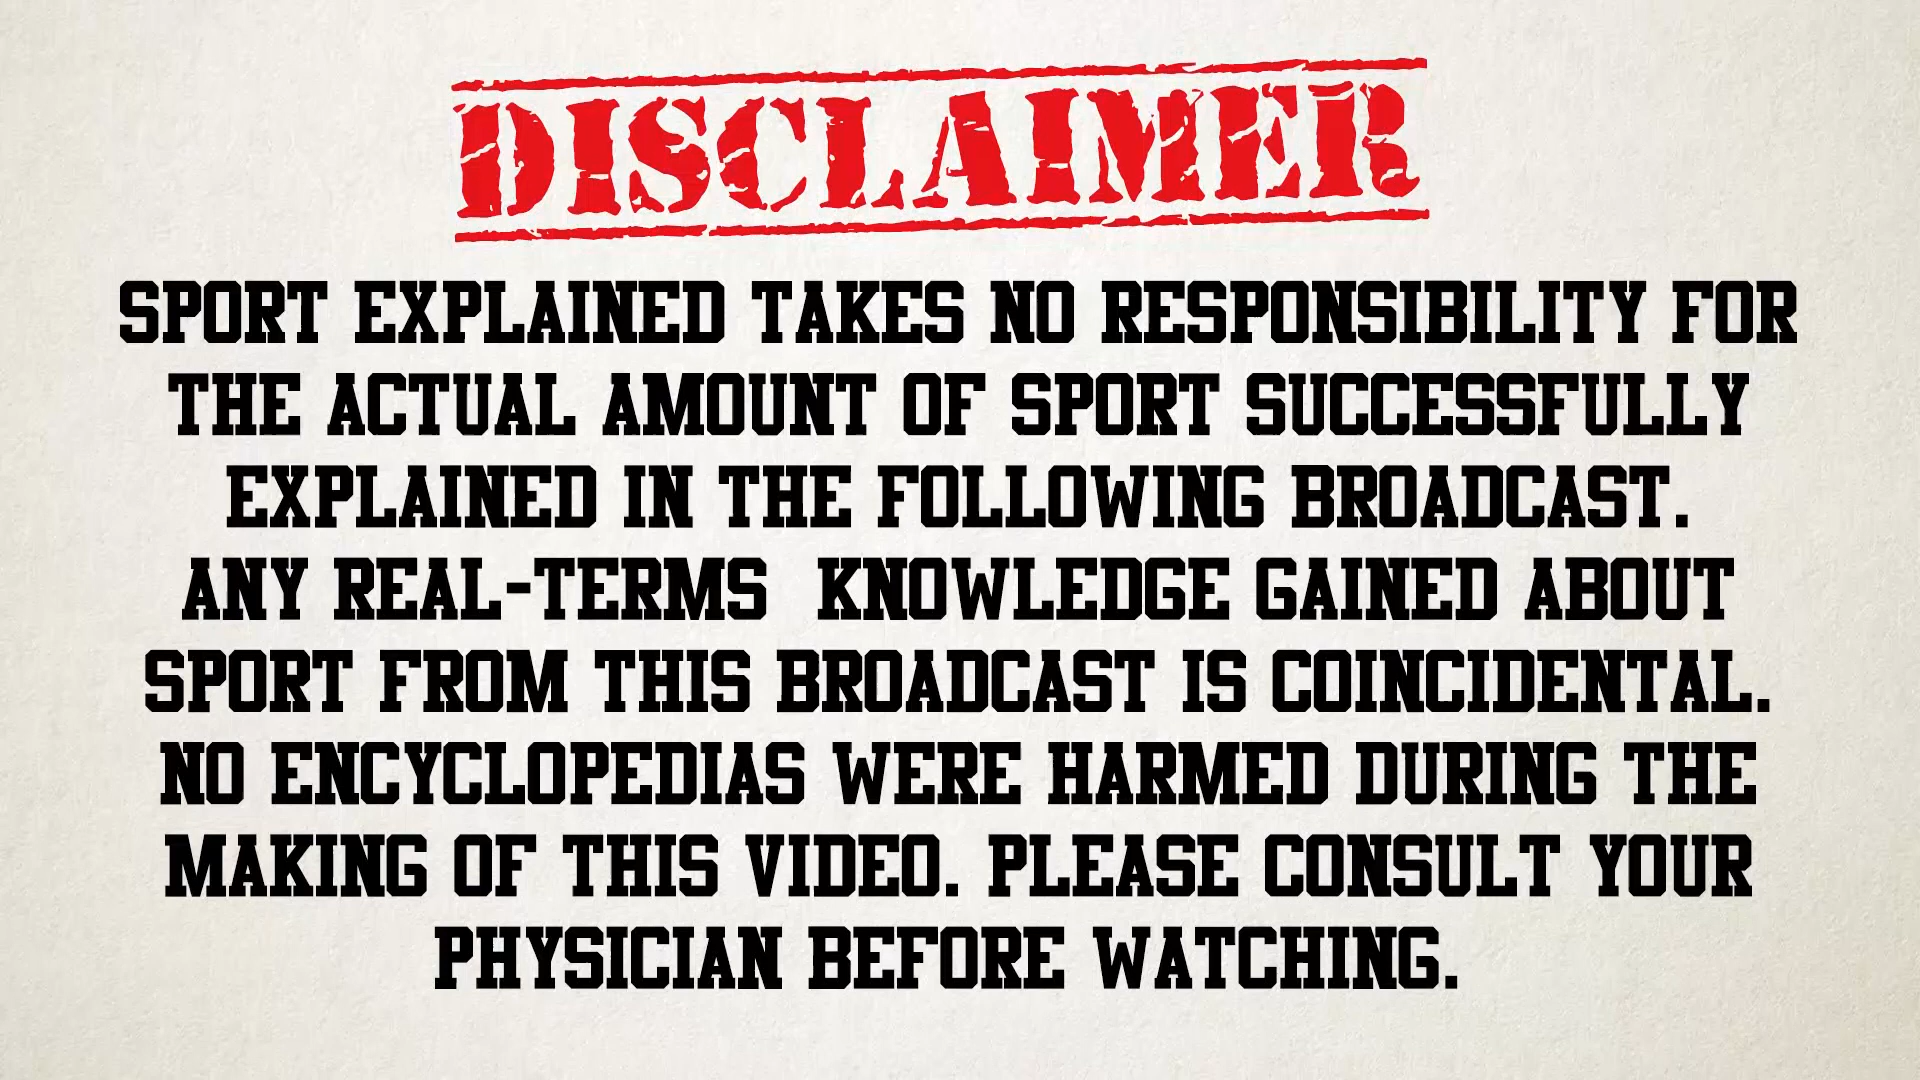 DISCLAIMER
SPORT EXPLAINED TAKES NO RESPONSIBILITY FOR
THE ACTUAL AMOUNT OF SPORT SUCCESSFULLY
EXPLAINED IN THE FOLLOWING BROADCAST.
ANY REAL-TERMS  KNOWLEDGE GAINED ABOUT
SPORT FROM THIS BROADCAST IS COINCIDENTAL.
NO ENCYCLOPEDIAS WERE HARMED DURING THE
MAKING OF THIS VIDEO. PLEASE CONSULT YOUR
PHYSICIAN BEFORE WATCHING.